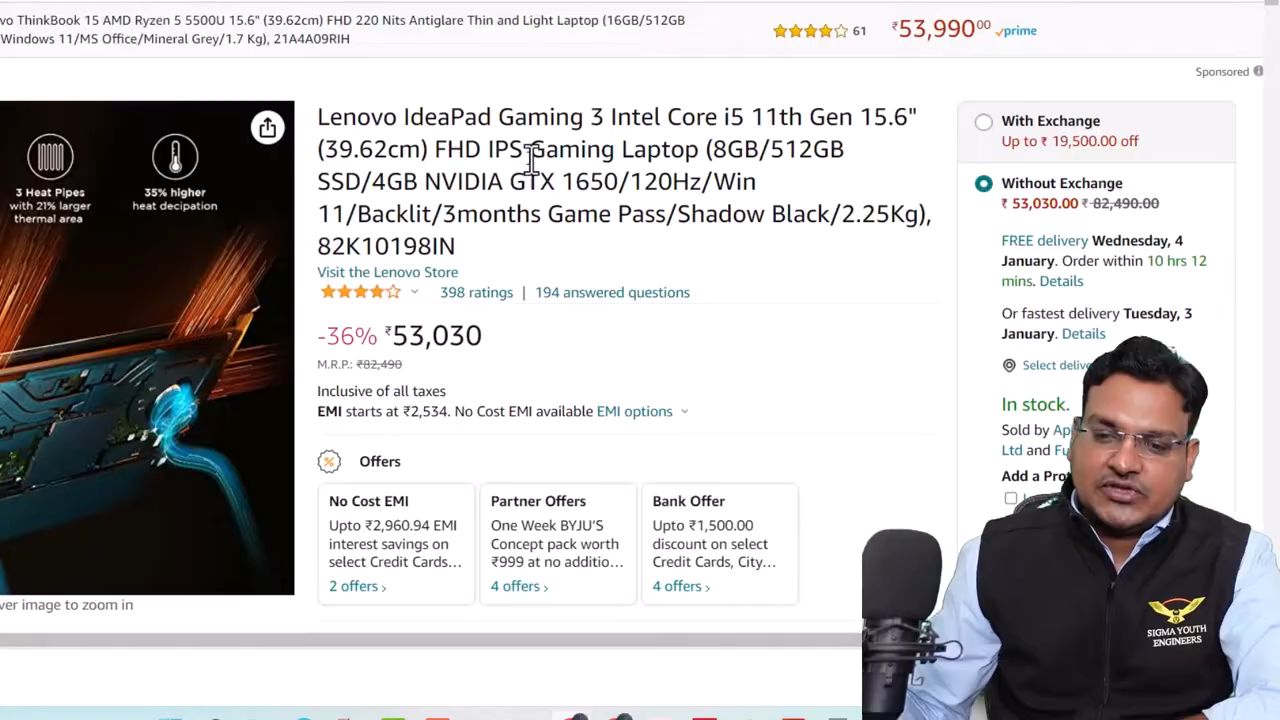 vo ThinkBook 15 AMD Ryzen 5 5500U 15.6" (39.62cm) FHD 220 Nits Antiglare Thin and Light Laptop (16GB/512GB
Windows 11/MS Office/Mineral Grey/1.7 Kg), 21A4A09RIH
61
₹53,990⁰⁰ prime
Sponsored
3 Heat Pipes
with 21% larger
thermal area
35% higher
heat decipation
Lenovo IdeaPad Gaming 3 Intel Core i5 11th Gen 15.6"
(39.62cm) FHD IPS Gaming Laptop (8GB/512GB
SSD/4GB NVIDIA GTX 1650/120Hz/Win
11/Backlit/3months Game Pass/Shadow Black/2.25Kg),
82K10198IN
Visit the Lenovo Store
398 ratings | 194 answered questions
-36% ₹53,030
M.R.P.: ₹82,490
Inclusive of all taxes
EMI starts at ₹2,534. No Cost EMI available EMI options
Offers
No Cost EMI
Upto ₹2,960.94 EMI
interest savings on
select Credit Cards...
2 offers
Partner Offers
One Week BYJU'S
Concept pack worth
₹999 at no additio...
4 offers
Bank Offer
Upto ₹1,500.00
discount on select
Credit Cards, City...
4 offers
ver image to zoom in
With Exchange
Up to ₹ 19,500.00 off
Without Exchange
₹ 53,030.00 ₹ 82,490.00
FREE delivery Wednesday, 4
January. Order within 10 hrs 12
mins. Details
Or fastest delivery Tuesday, 3
January. Details
Select delive
In stock.
Sold by Ap
Ltd and Fu
Add a Pro
SIGMA YOUTH
ENGINEERS